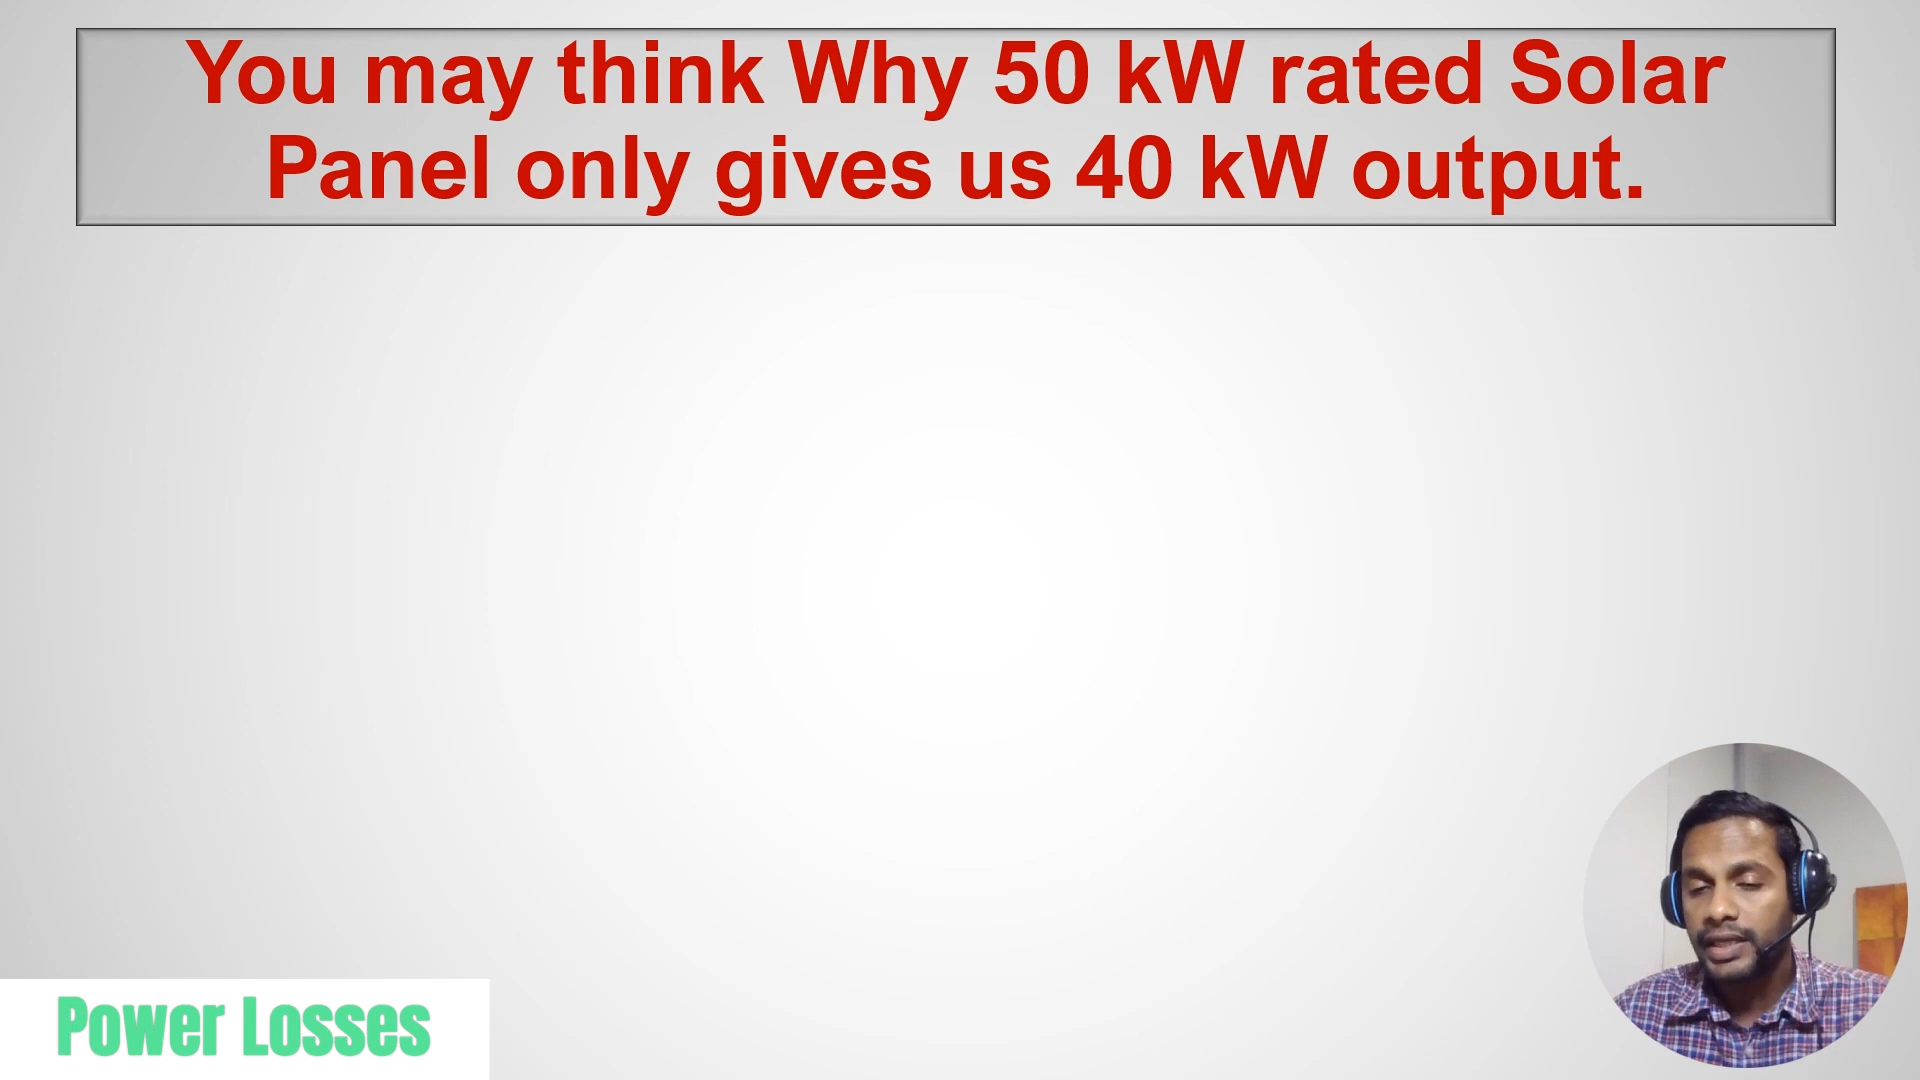 You may think Why 50 kW rated Solar
Panel only gives us 40 kW output.
Power Losses